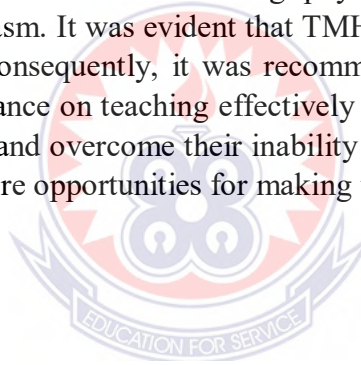 asm. It was evident that TMH
onsequently, it was recomm
ance on teaching effectively
and overcome their inability
re opportunities for making
EDUCATION FOR SERVICE